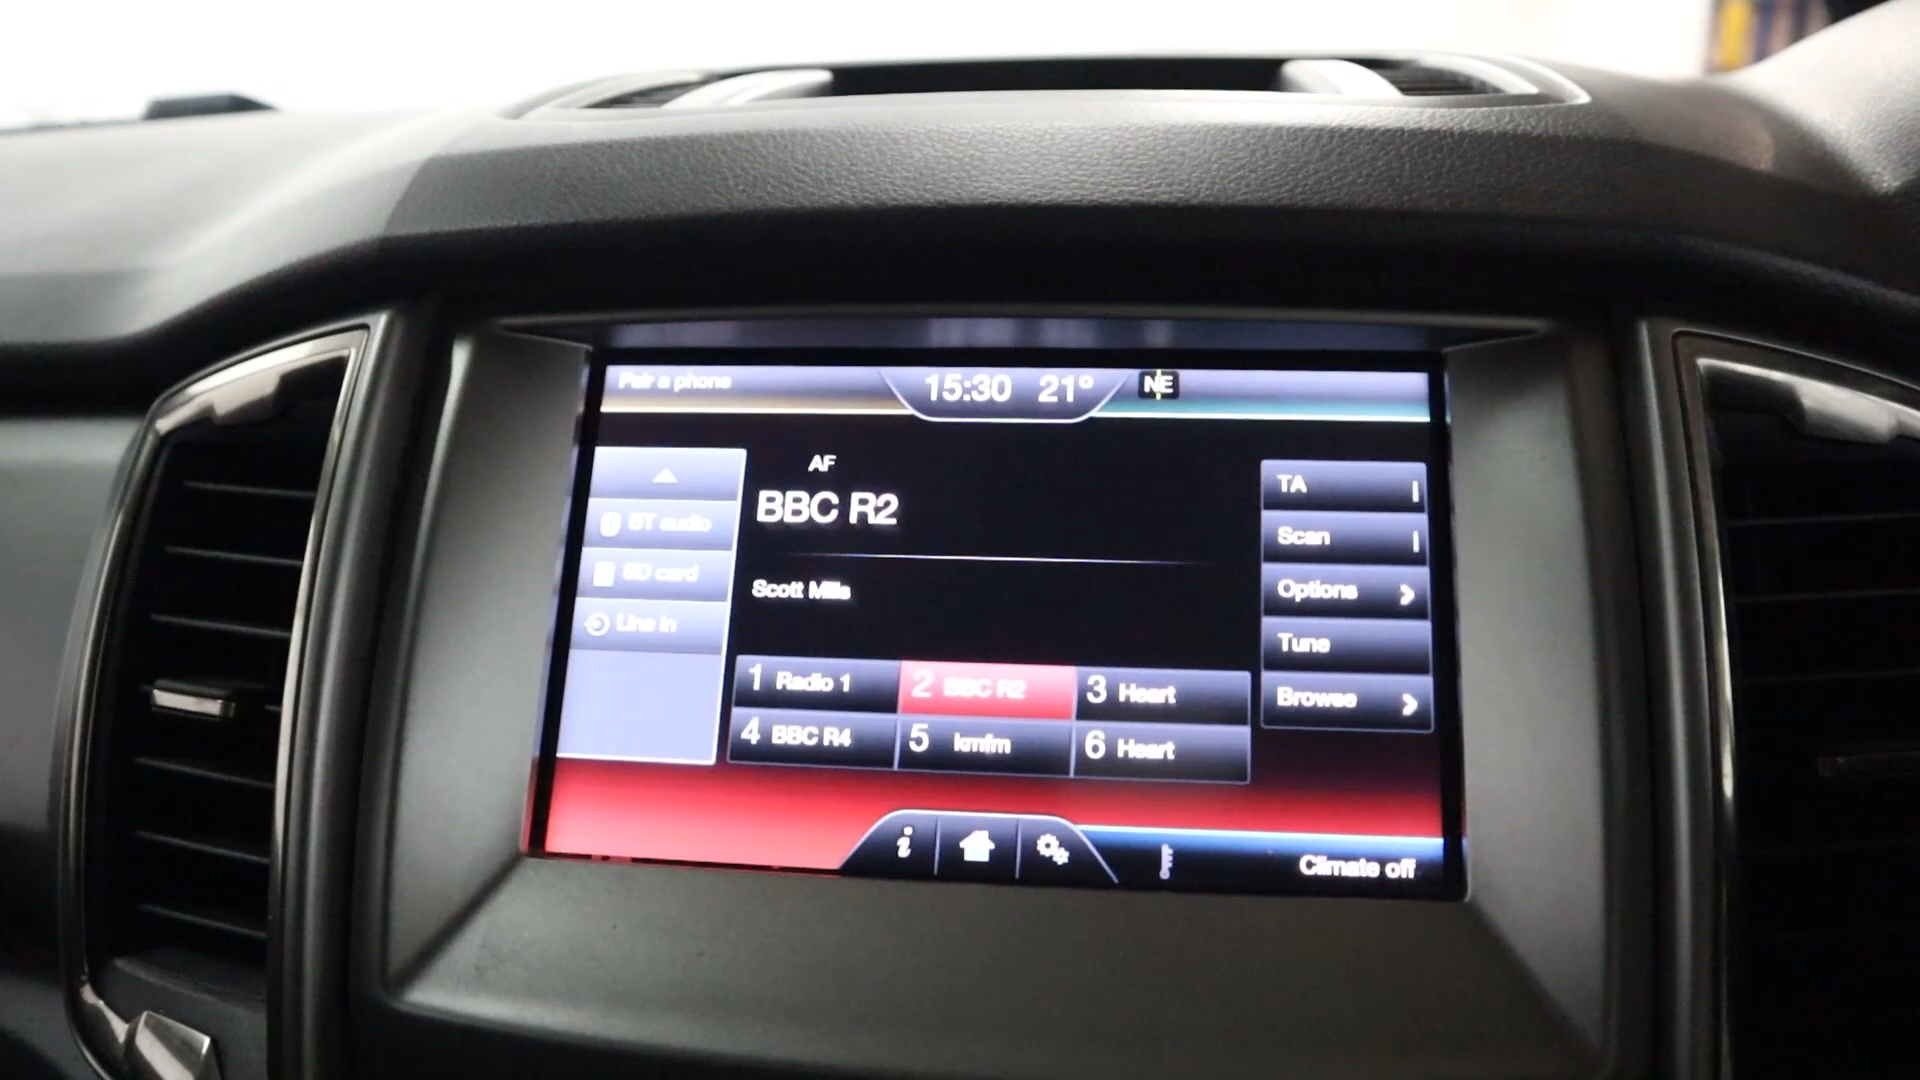 Pair a phone
15:30 21°
NE
AF
BBC R2
Scott Mills
BT audio
SD card
Line in
TA
Scan
Options
Tune
Browse
1 Radio 1
2 BBC R2
3 Heart
4 BBC R4
5 kmfm
6 Heart
i
Climate off